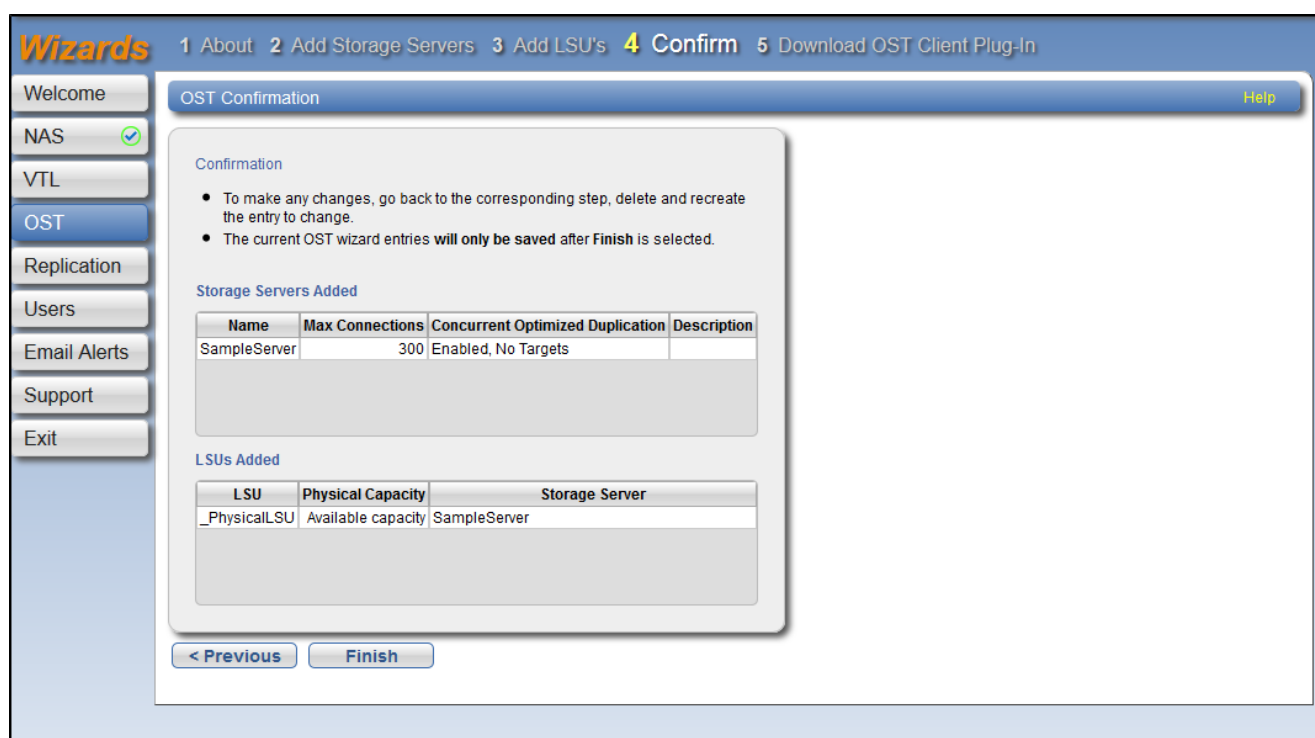 Wizards 1 About 2 Add Storage Servers 3 Add LSU's 4 Confirm 5 Download OST Client Plug-In
Welcome
NAS
VTL
OST
Replication
Users
Email Alerts
Support
Exit
OST Confirmation Help
Confirmation
• To make any changes, go back to the corresponding step, delete and recreate
the entry to change.
• The current OST wizard entries will only be saved after Finish is selected.
Storage Servers Added
Name Max Connections Concurrent Optimized Duplication Description
SampleServer 300 Enabled, No Targets
LSUs Added
LSU Physical Capacity Storage Server
_PhysicalLSU Available capacity SampleServer
< Previous Finish